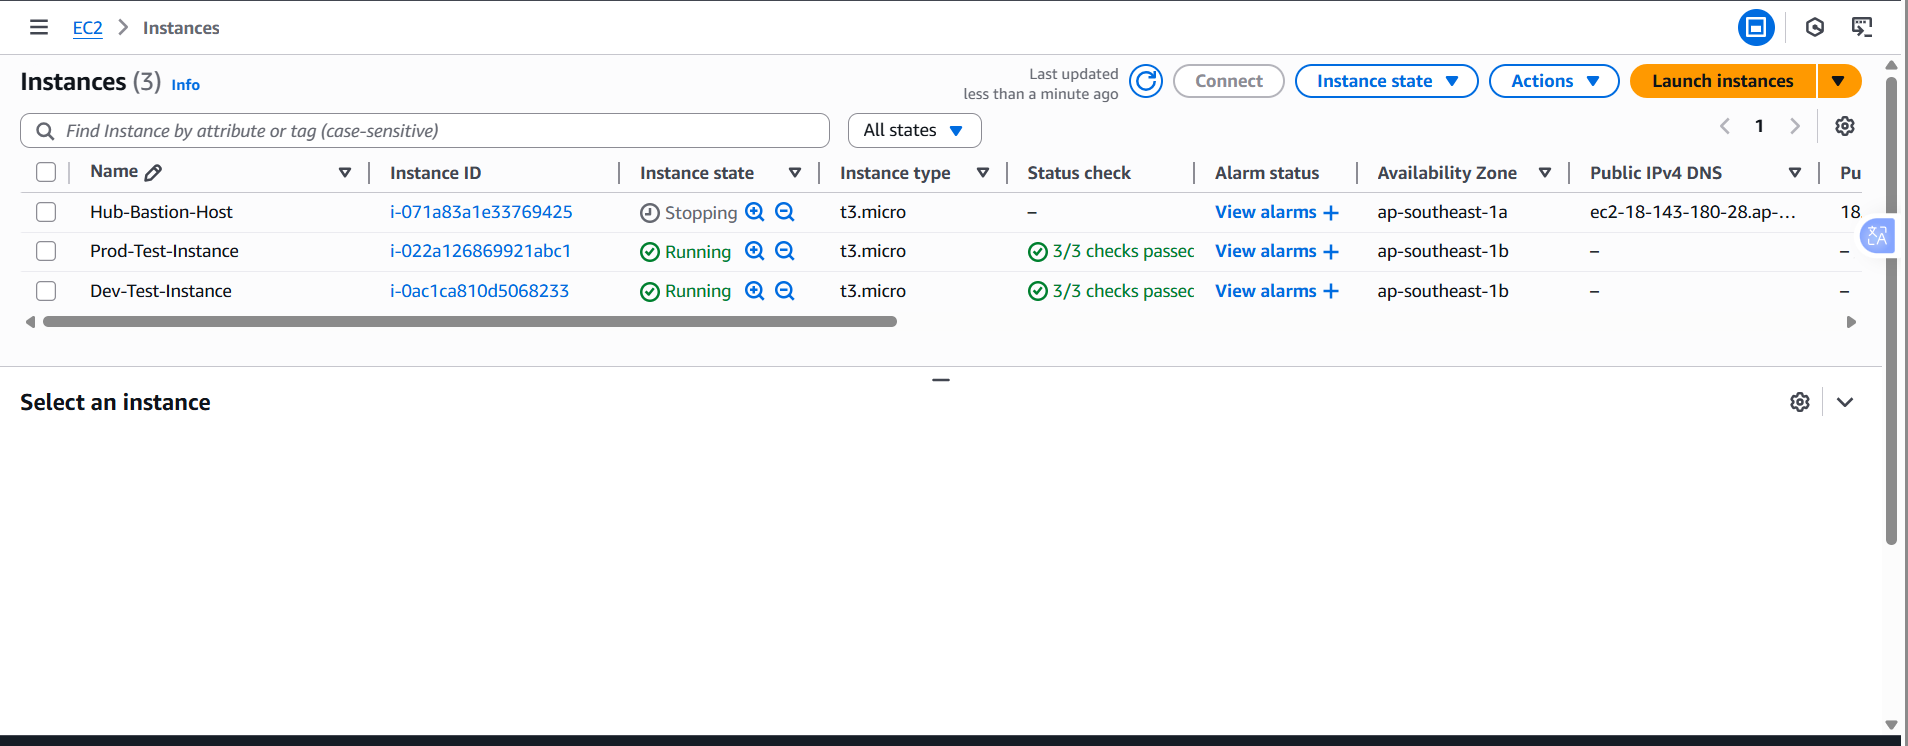 EC2 > Instances
Instances (3) Info
Last updated
less than a minute ago
Connect
Instance state
Actions
Launch instances
Find Instance by attribute or tag (case-sensitive)
All states
1
Name Instance ID Instance state Instance type Status check Alarm status Availability Zone Public IPv4 DNS Pu
Hub-Bastion-Host i-071a83a1e33769425 Stopping t3.micro – View alarms + ap-southeast-1a ec2-18-143-180-28.ap-... 18
Prod-Test-Instance i-022a126869921abc1 Running t3.micro 3/3 checks passed View alarms + ap-southeast-1b – –
Dev-Test-Instance i-0ac1ca810d5068233 Running t3.micro 3/3 checks passed View alarms + ap-southeast-1b – –
Select an instance